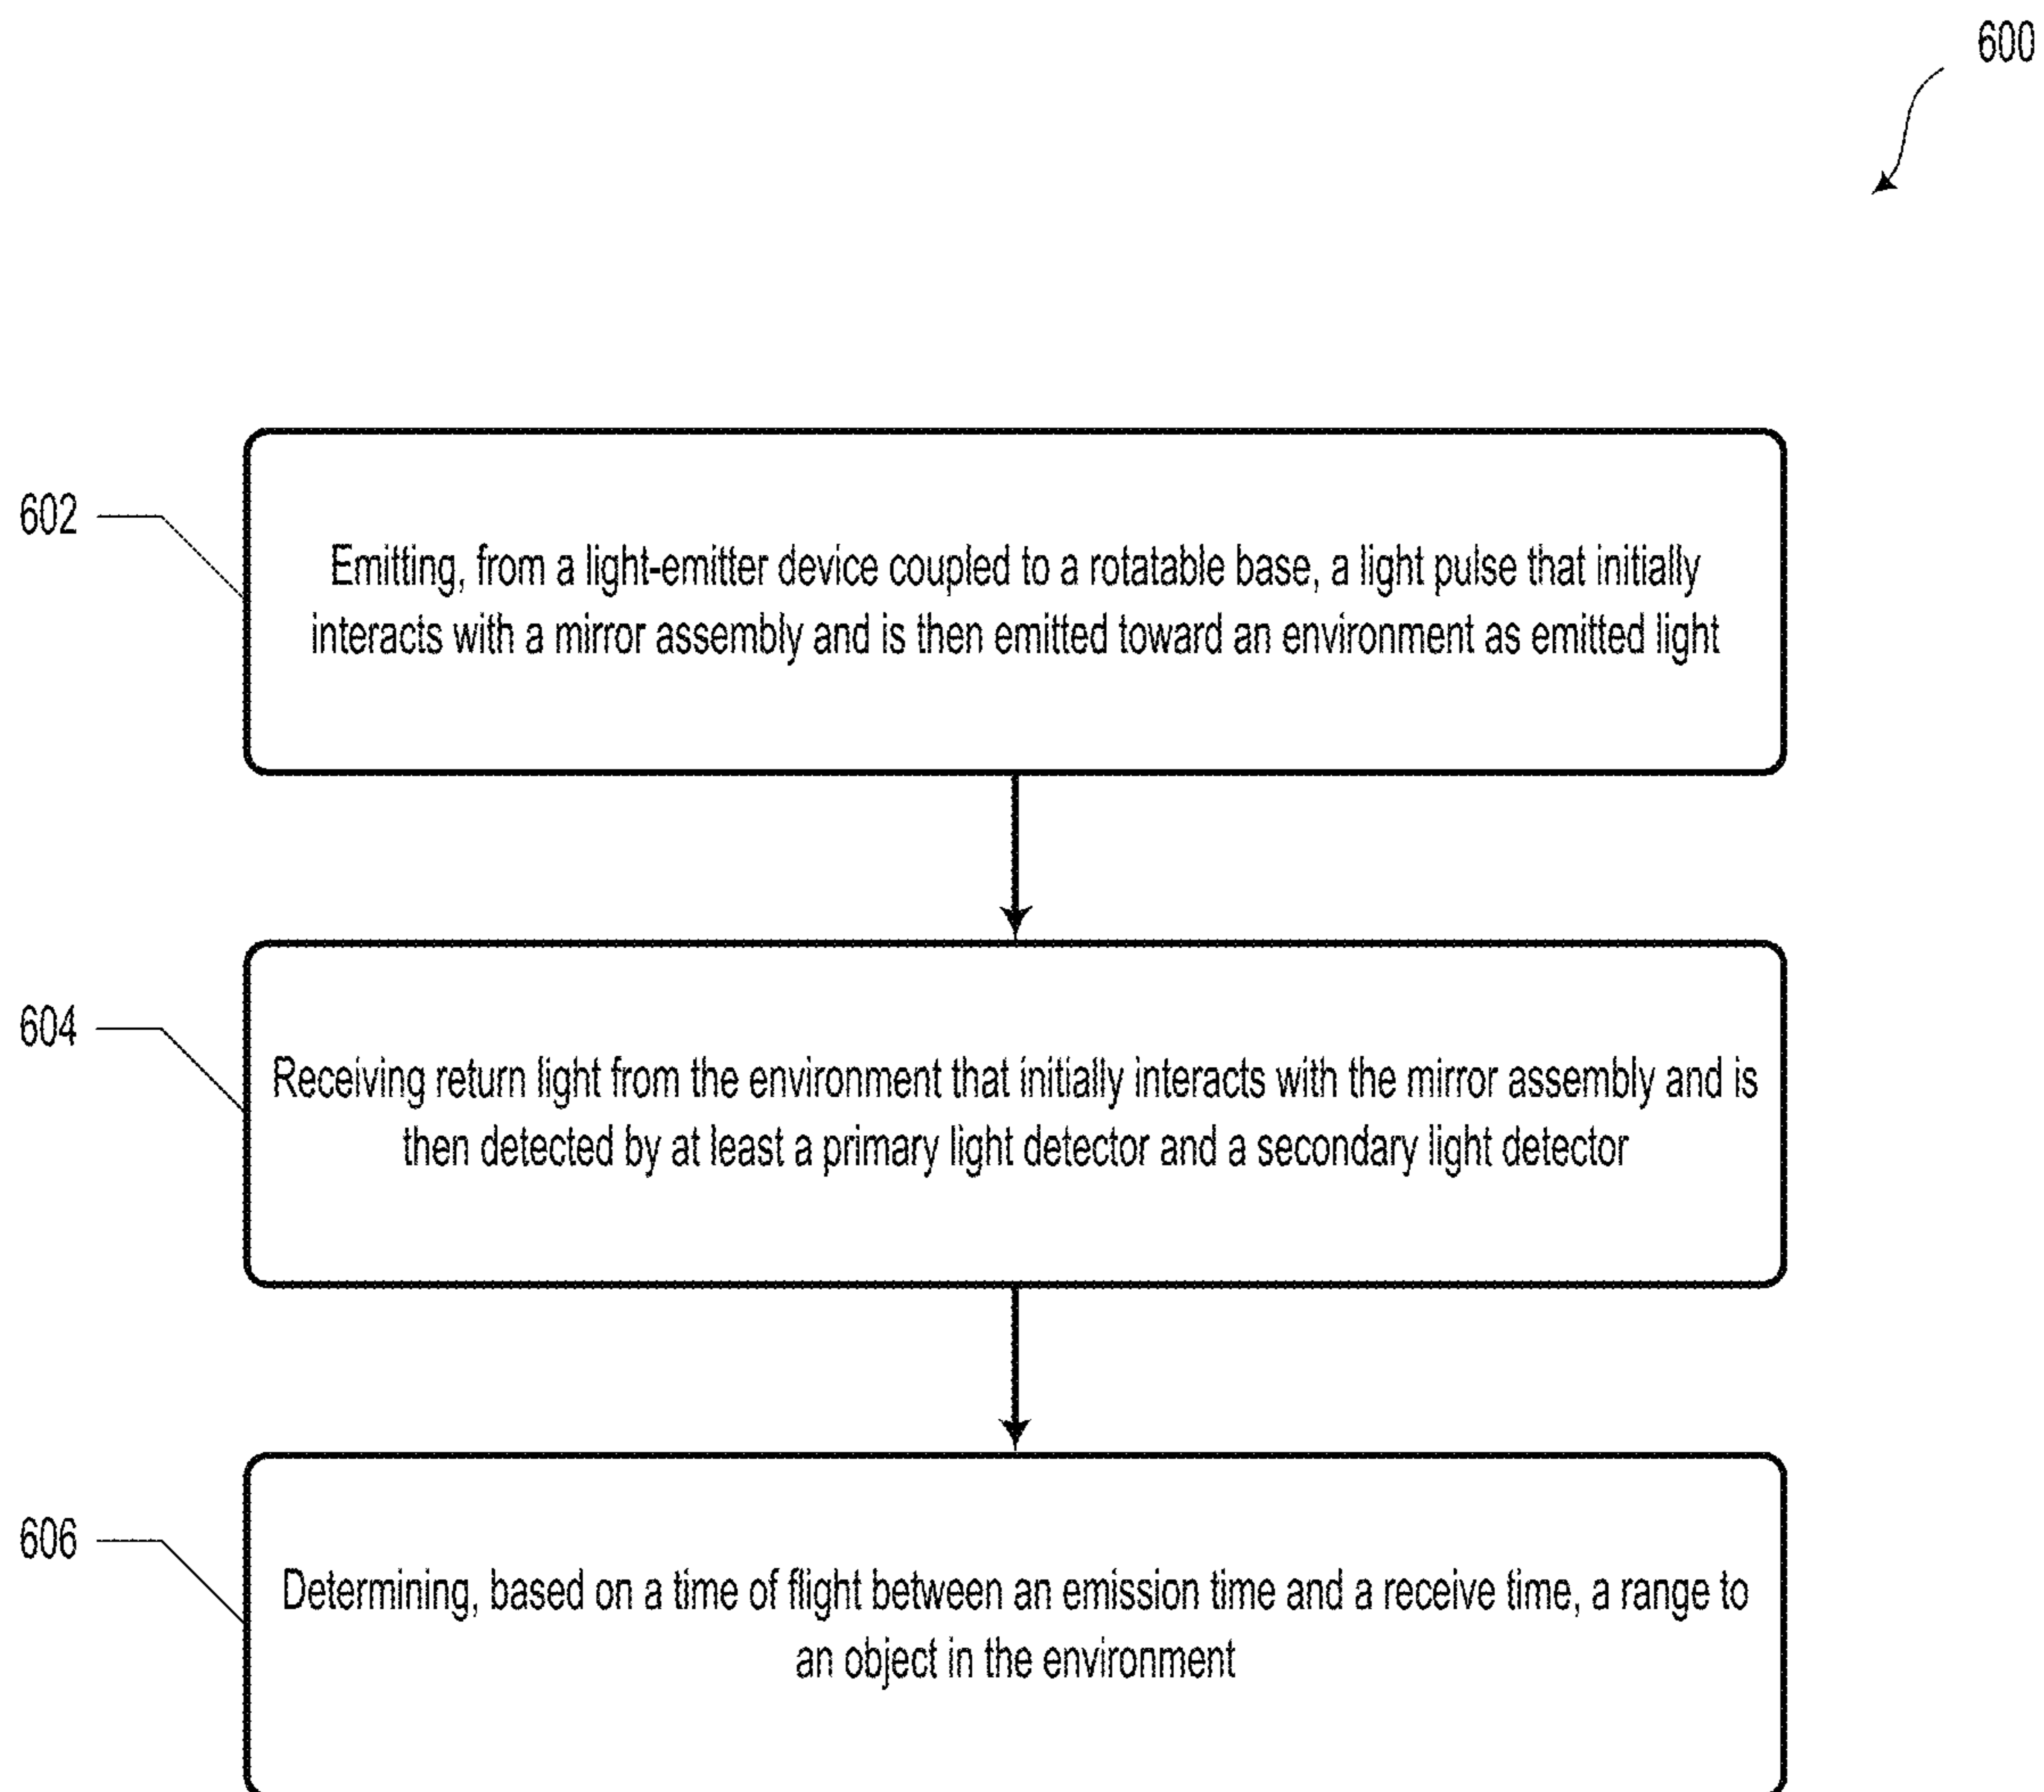 600
602
Emitting, from a light-emitter device coupled to a rotatable base, a light pulse that initially
interacts with a mirror assembly and is then emitted toward an environment as emitted light
604
Receiving return light from the environment that initially interacts with the mirror assembly and is
then detected by at least a primary light detector and a secondary light detector
606
Determining, based on a time of flight between an emission time and a receive time, a range to
an object in the environment